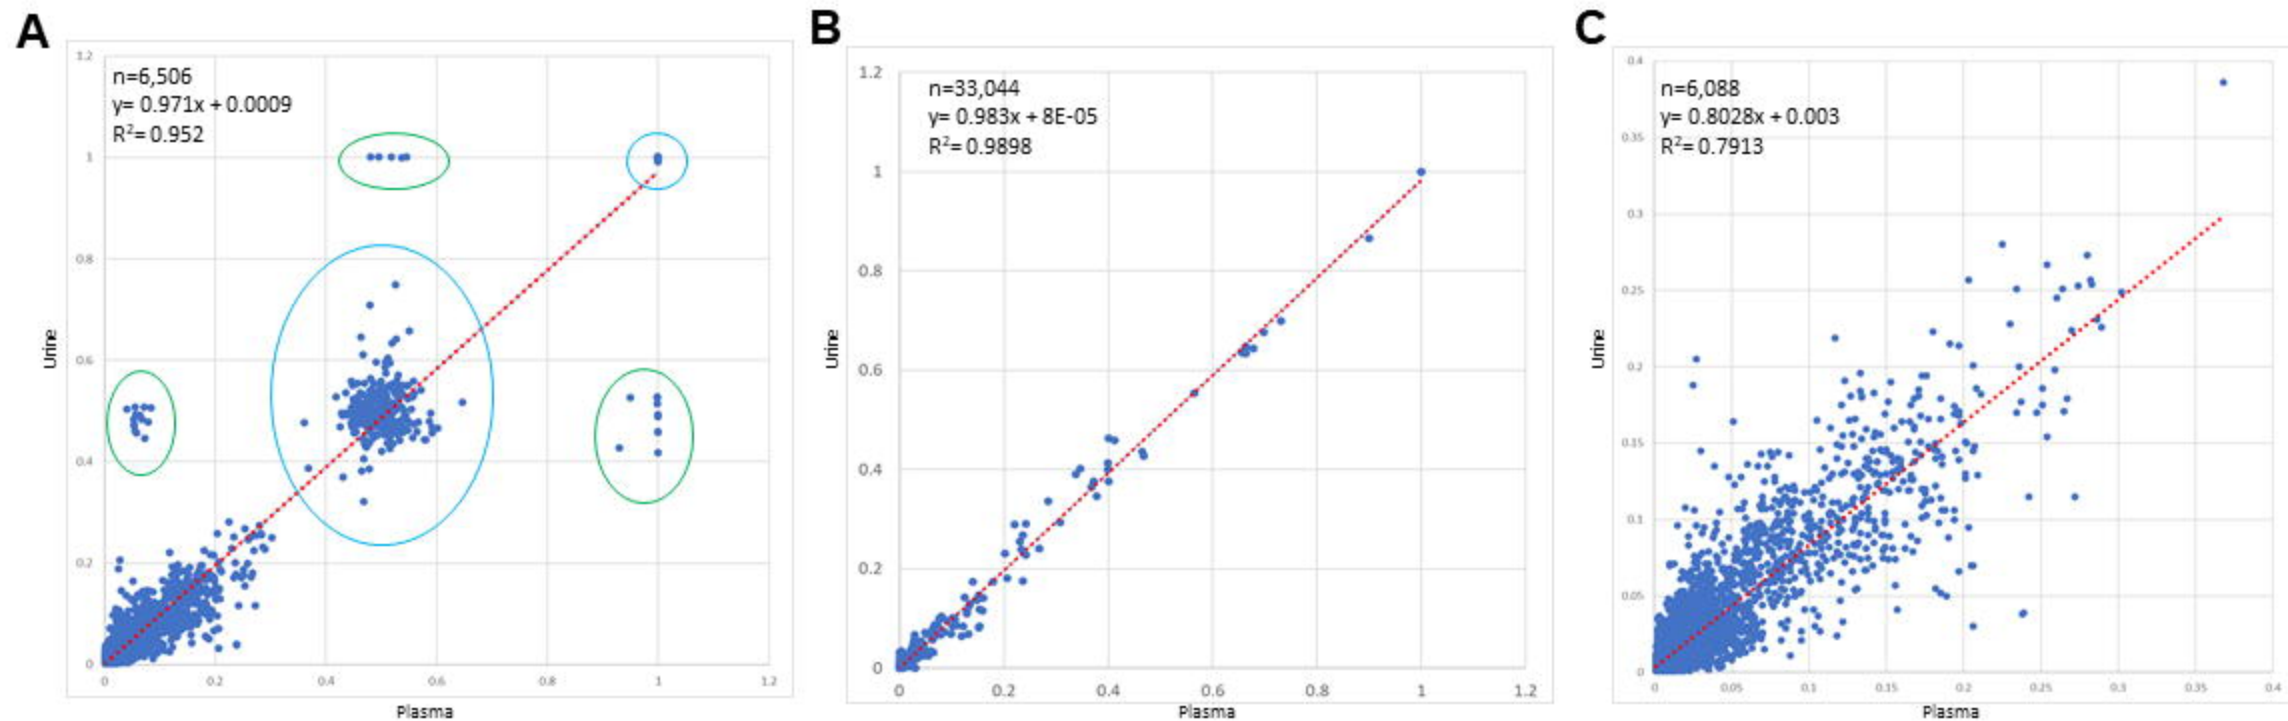 A
n=6,506
y= 0.971x + 0.0009
R²= 0.952
1.2
1
0.8
0.6
0.4
0.2
0
0 0.2 0.4 0.6 0.8 1 1.2
Urine
Plasma
B
n=33,044
y= 0.983x + 8E-05
R²= 0.9898
1.2
1
0.8
0.6
0.4
0.2
0
0 0.2 0.4 0.6 0.8 1 1.2
Urine
Plasma
C
n=6,088
y= 0.8028x + 0.003
R²= 0.7913
0.4
0.35
0.3
0.25
0.2
0.15
0.1
0.05
0
0 0.05 0.1 0.15 0.2 0.25 0.3 0.35 0.4
Urine
Plasma